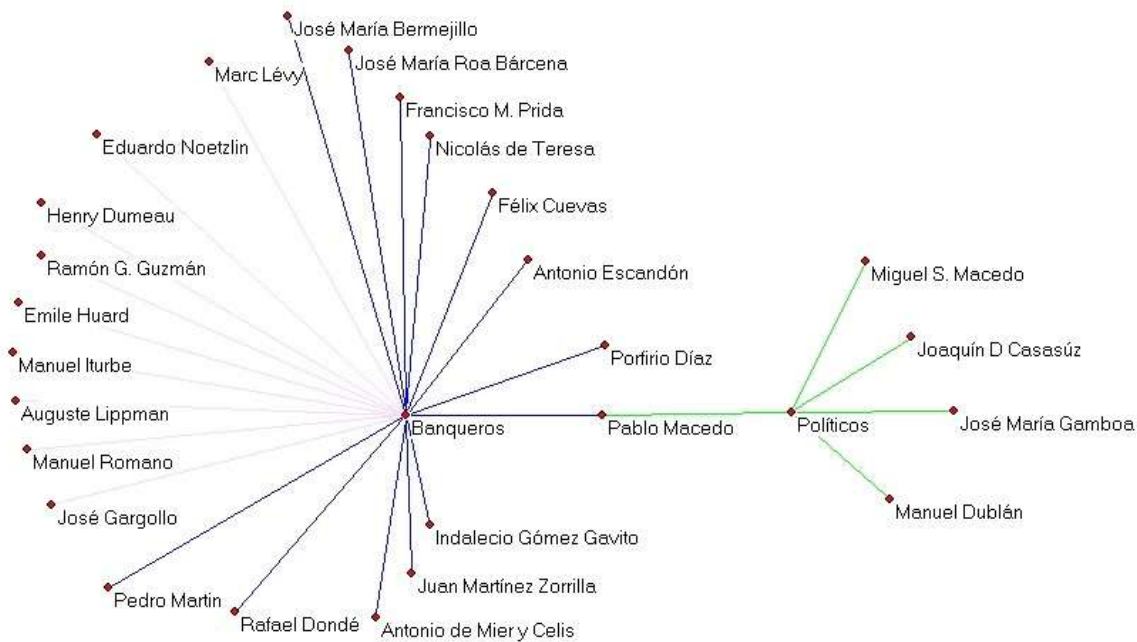 José María Bermejillo
José María Roa Bárcena
Marc Lévy
Francisco M. Prida
Eduardo Noetzlin
Nicolás de Teresa
Félix Cuevas
Henry Dumeau
Ramón G. Guzmán
Antonio Escandón
Miguel S. Macedo
Emile Huard
Joaquín D Casasúz
Manuel Iturbe
Porfirio Díaz
Auguste Lippman
Banqueros
Pablo Macedo
Políticos
José María Gamboa
Manuel Romano
José Gargollo
Manuel Dublán
Indalecio Gómez Gavito
Juan Martínez Zorrilla
Pedro Martin
Rafael Dondé
Antonio de Mier y Celis